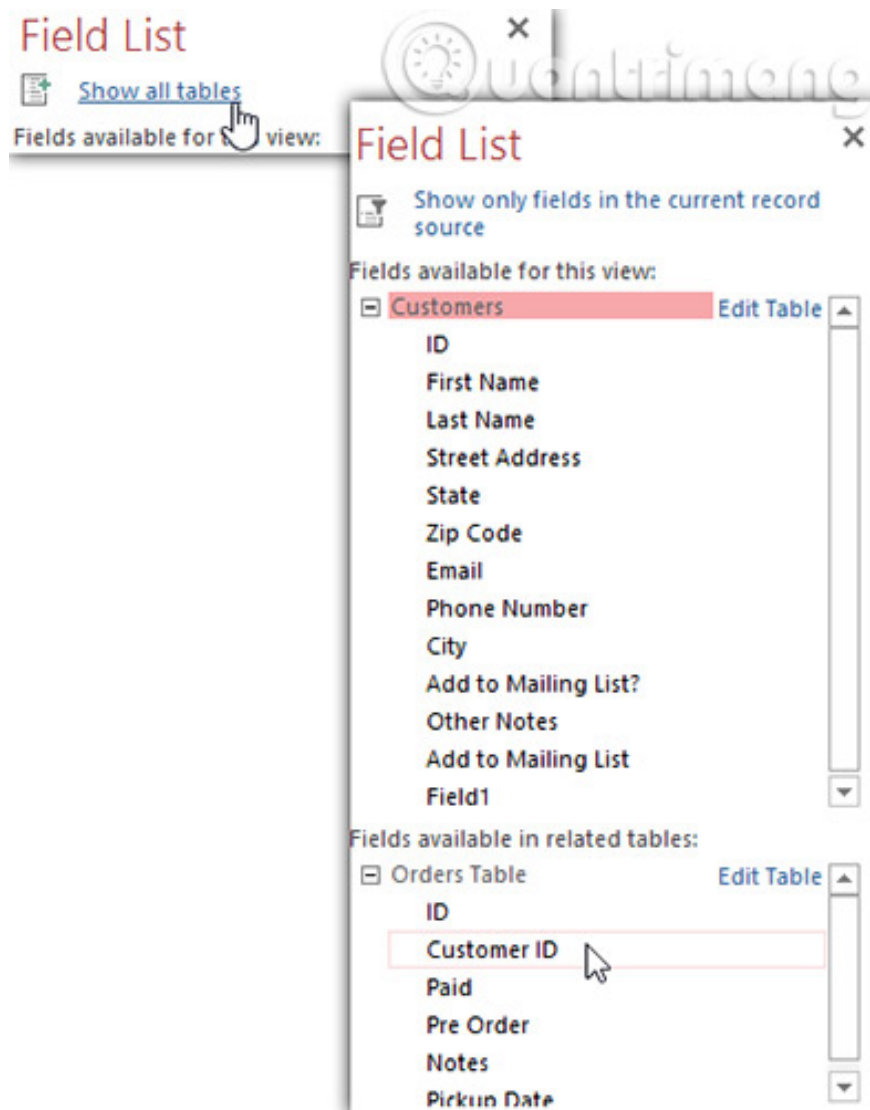 Field List
Show all tables
Fields available for t view:
Quantrimang
Field List
Show only fields in the current record
source
Fields available for this view:
Customers Edit Table
ID
First Name
Last Name
Street Address
State
Zip Code
Email
Phone Number
City
Add to Mailing List?
Other Notes
Add to Mailing List
Field1
Fields available in related tables:
Orders Table Edit Table
ID
Customer ID
Paid
Pre Order
Notes
Pickup Date